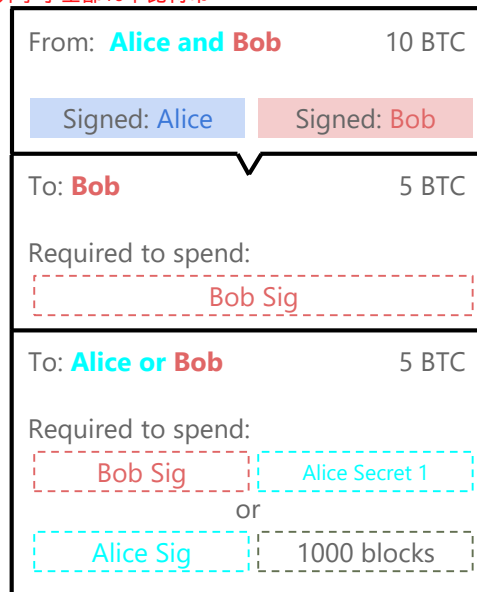 From: Alice and Bob 10 BTC
Signed: Alice Signed: Bob
To: Bob 5 BTC
Required to spend:
Bob Sig
To: Alice or Bob 5 BTC
Required to spend:
Bob Sig Alice Secret 1
or
Alice Sig 1000 blocks